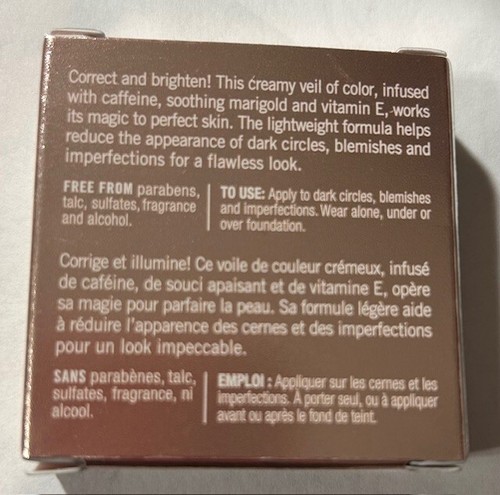 Correct and brighten! This creamy veil of color, infused
with caffeine, soothing marigold and vitamin E, works
its magic to perfect skin. The lightweight formula helps
reduce the appearance of dark circles, blemishes and
imperfections for a flawless look.
FREE FROM parabens,
talc, sulfates, fragrance
and alcohol.
TO USE: Apply to dark circles, blemishes
and imperfections. Wear alone, under or
over foundation.
Corrige et illumine! Ce voile de couleur crémeux, infusé
de caféine, de souci apaisant et de vitamine E, opère
sa magie pour parfaire la peau. Sa formule légère aide
à réduire l'apparence des cernes et des imperfections
pour un look impeccable.
SANS parabènes, talc,
sulfates, fragrance, ni
alcool.
EMPLOI : Appliquer sur les cernes et les
imperfections. À porter seul, ou à appliquer
avant ou après le fond de teint.